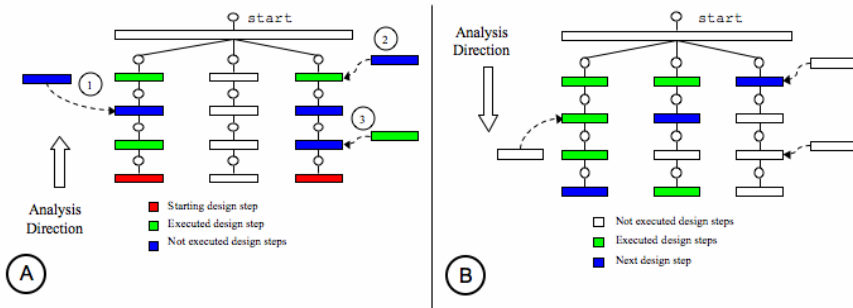 start
2
1
3
Analysis
Direction
Starting design step
Executed design step
Not executed design steps
A
start
Analysis
Direction
Not executed design steps
Executed design steps
Next design step
B